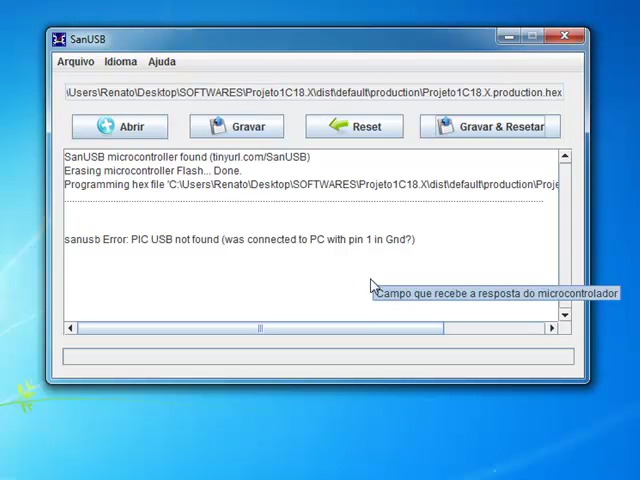 SanUSB
Arquivo Idioma Ajuda
\Users\Renato\Desktop\SOFTWARES\Projeto1C18.X\dist\default\production\Projeto1C18.X.production.hex
Abrir Gravar Reset Gravar & Resetar
SanUSB microcontroller found (tinyurl.com/SanUSB)
Erasing microcontroller Flash... Done.
Programming hex file 'C:\Users\Renato\Desktop\SOFTWARES\Projeto1C18.X\dist\default\production\Proje
sanusb Error: PIC USB not found (was connected to PC with pin 1 in Gnd?)
Campo que recebe a resposta do microcontrolador